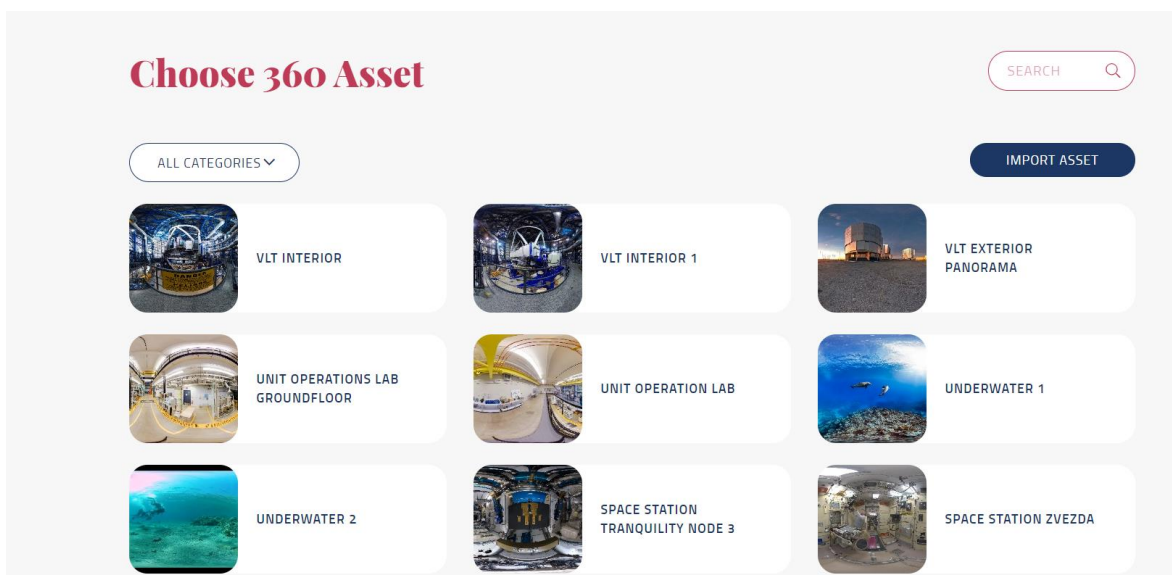 Choose 360 Asset
SEARCH
ALL CATEGORIES
IMPORT ASSET
VLT INTERIOR
VLT INTERIOR 1
VLT EXTERIOR
PANORAMA
UNIT OPERATIONS LAB
GROUNDFLOOR
UNIT OPERATION LAB
UNDERWATER 1
UNDERWATER 2
SPACE STATION
TRANQUILITY NODE 3
SPACE STATION ZVEZDA